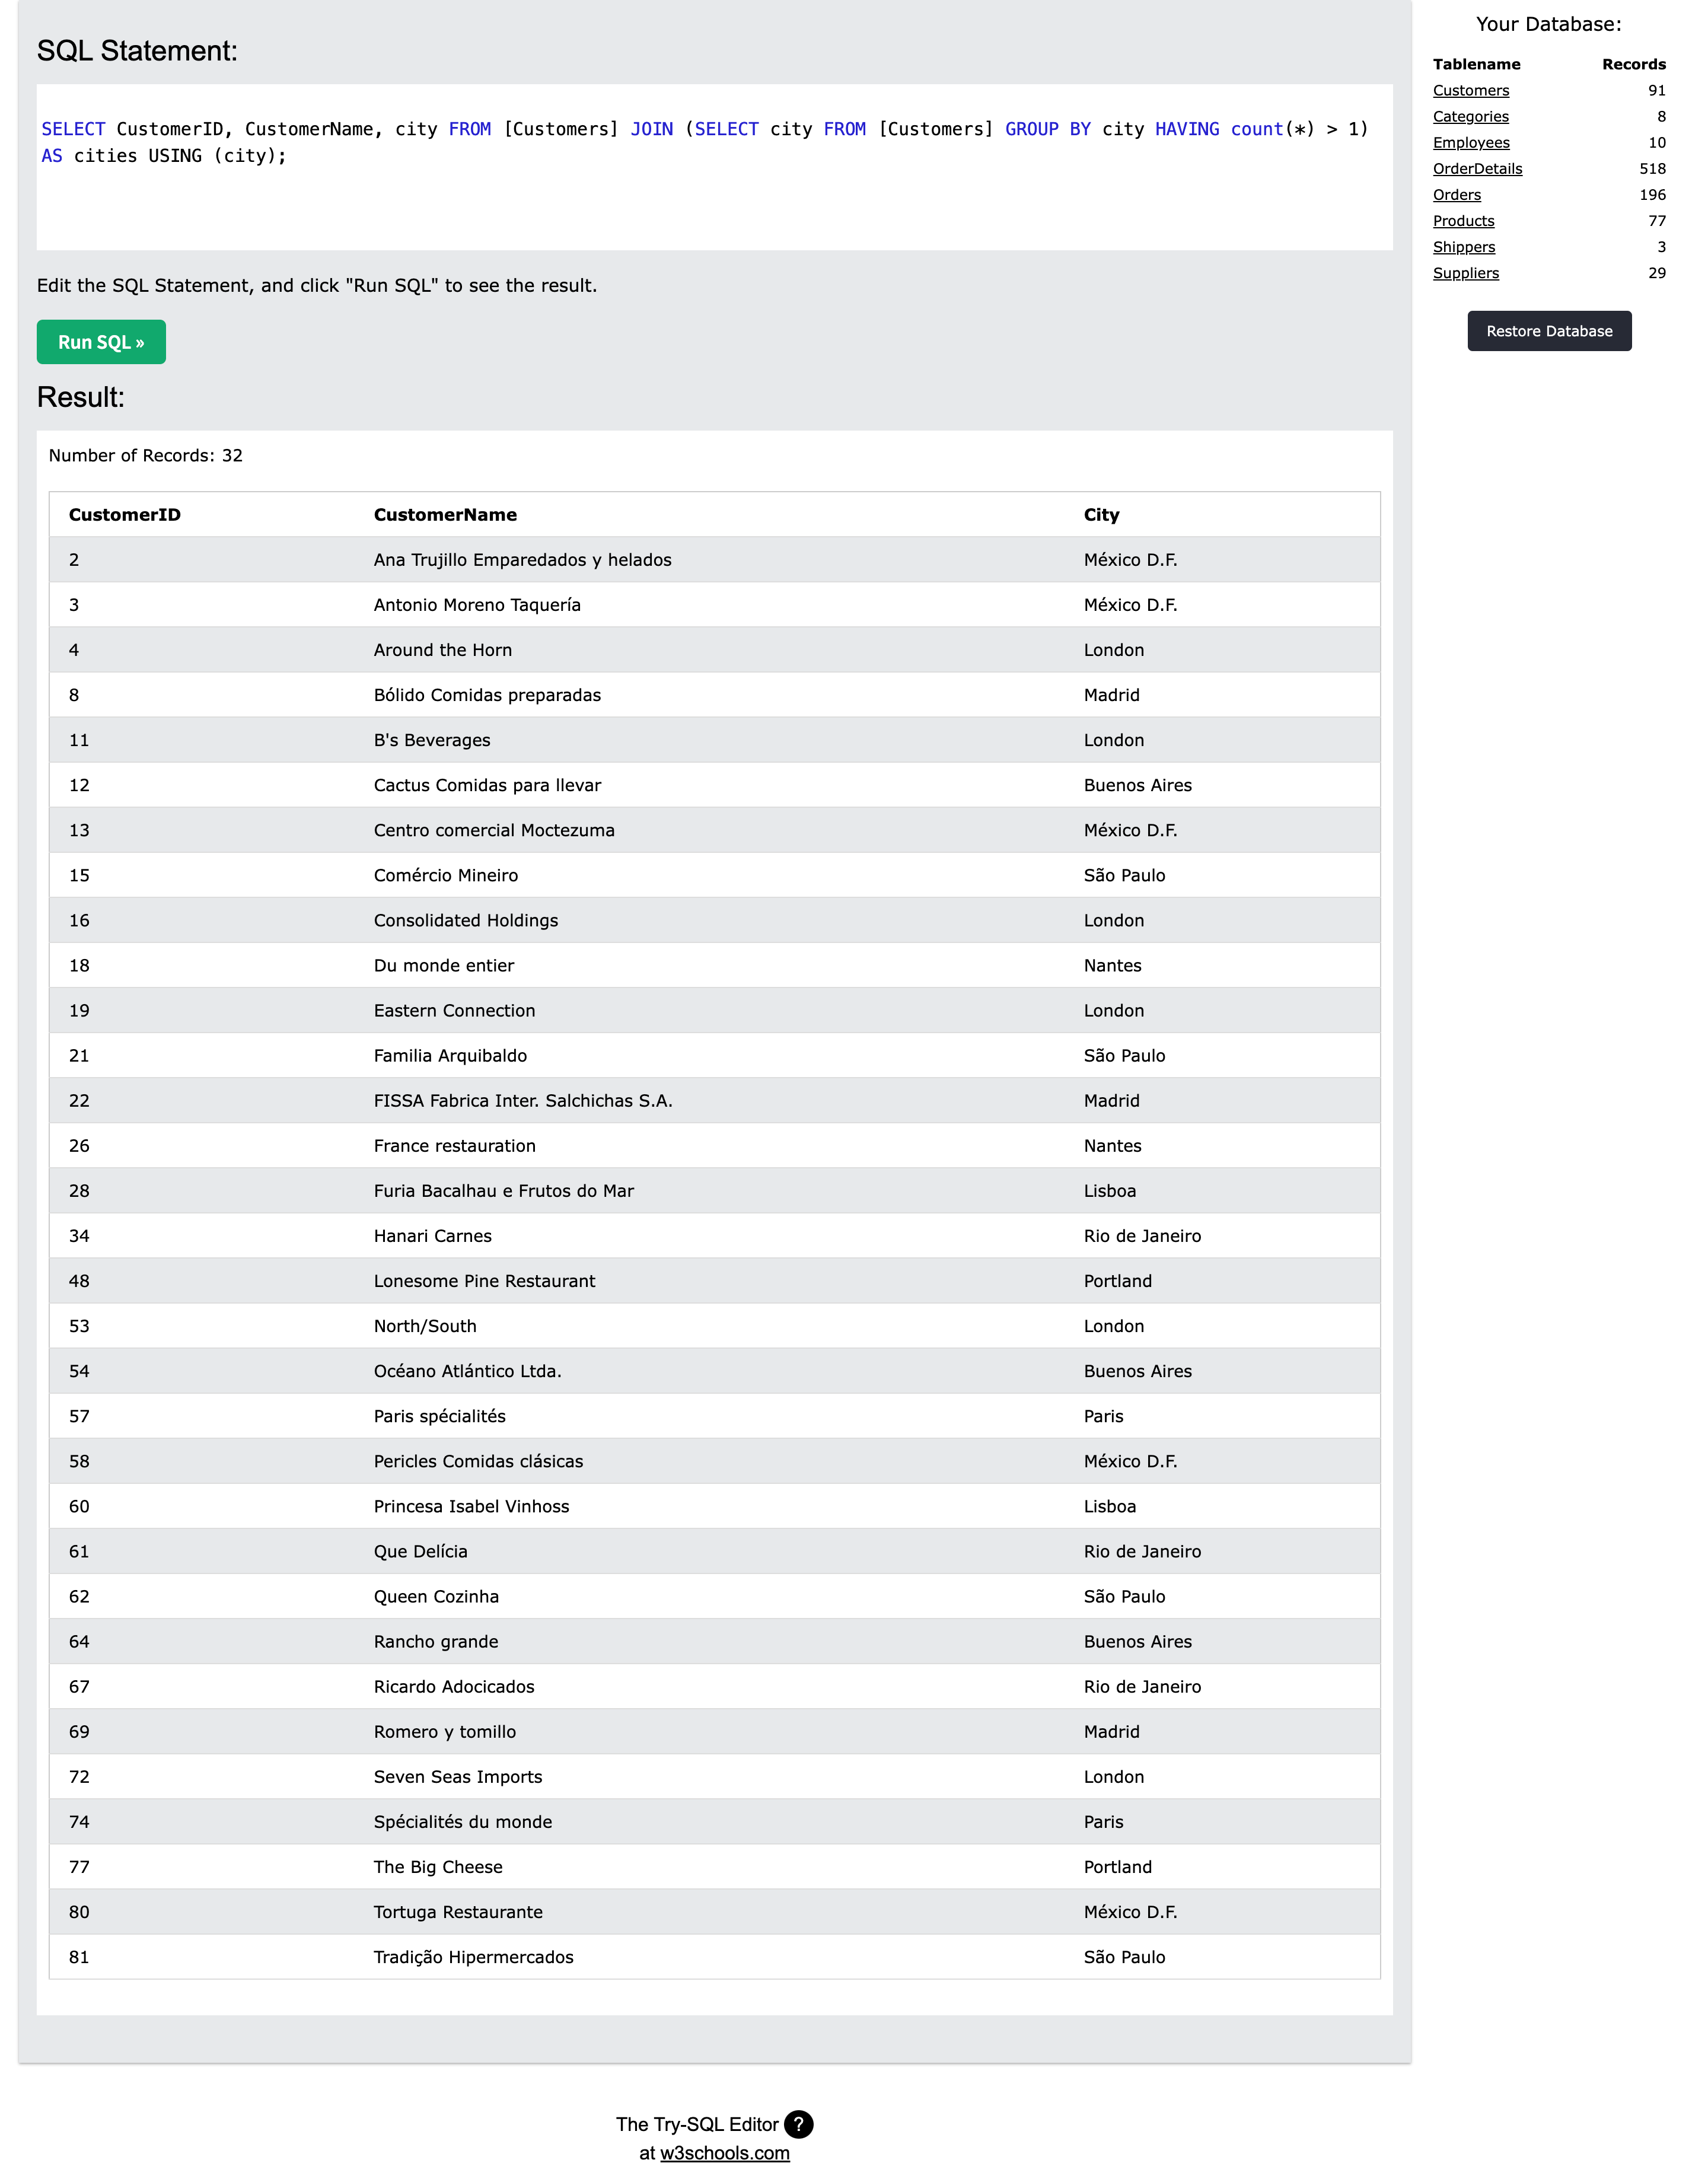 SQL Statement:
SELECT CustomerID, CustomerName, city FROM [Customers] JOIN (SELECT city FROM [Customers] GROUP BY city HAVING count(*) > 1)
AS cities USING (city);
Edit the SQL Statement, and click "Run SQL" to see the result.
Run SQL »
Result:
Number of Records: 32
CustomerID CustomerName City
2 Ana Trujillo Emparedados y helados México D.F.
3 Antonio Moreno Taquería México D.F.
4 Around the Horn London
8 Bólido Comidas preparadas Madrid
11 B's Beverages London
12 Cactus Comidas para llevar Buenos Aires
13 Centro comercial Moctezuma México D.F.
15 Comércio Mineiro São Paulo
16 Consolidated Holdings London
18 Du monde entier Nantes
19 Eastern Connection London
21 Familia Arquibaldo São Paulo
22 FISSA Fabrica Inter. Salchichas S.A. Madrid
26 France restauration Nantes
28 Furia Bacalhau e Frutos do Mar Lisboa
34 Hanari Carnes Rio de Janeiro
48 Lonesome Pine Restaurant Portland
53 North/South London
54 Océano Atlántico Ltda. Buenos Aires
57 Paris spécialités Paris
58 Pericles Comidas clásicas México D.F.
60 Princesa Isabel Vinhoss Lisboa
61 Que Delícia Rio de Janeiro
62 Queen Cozinha São Paulo
64 Rancho grande Buenos Aires
67 Ricardo Adocicados Rio de Janeiro
69 Romero y tomillo Madrid
72 Seven Seas Imports London
74 Spécialités du monde Paris
77 The Big Cheese Portland
80 Tortuga Restaurante México D.F.
81 Tradição Hipermercados São Paulo
The Try-SQL Editor ?
at w3schools.com
Your Database:
Tablename Records
Customers 91
Categories 8
Employees 10
OrderDetails 518
Orders 196
Products 77
Shippers 3
Suppliers 29
Restore Database